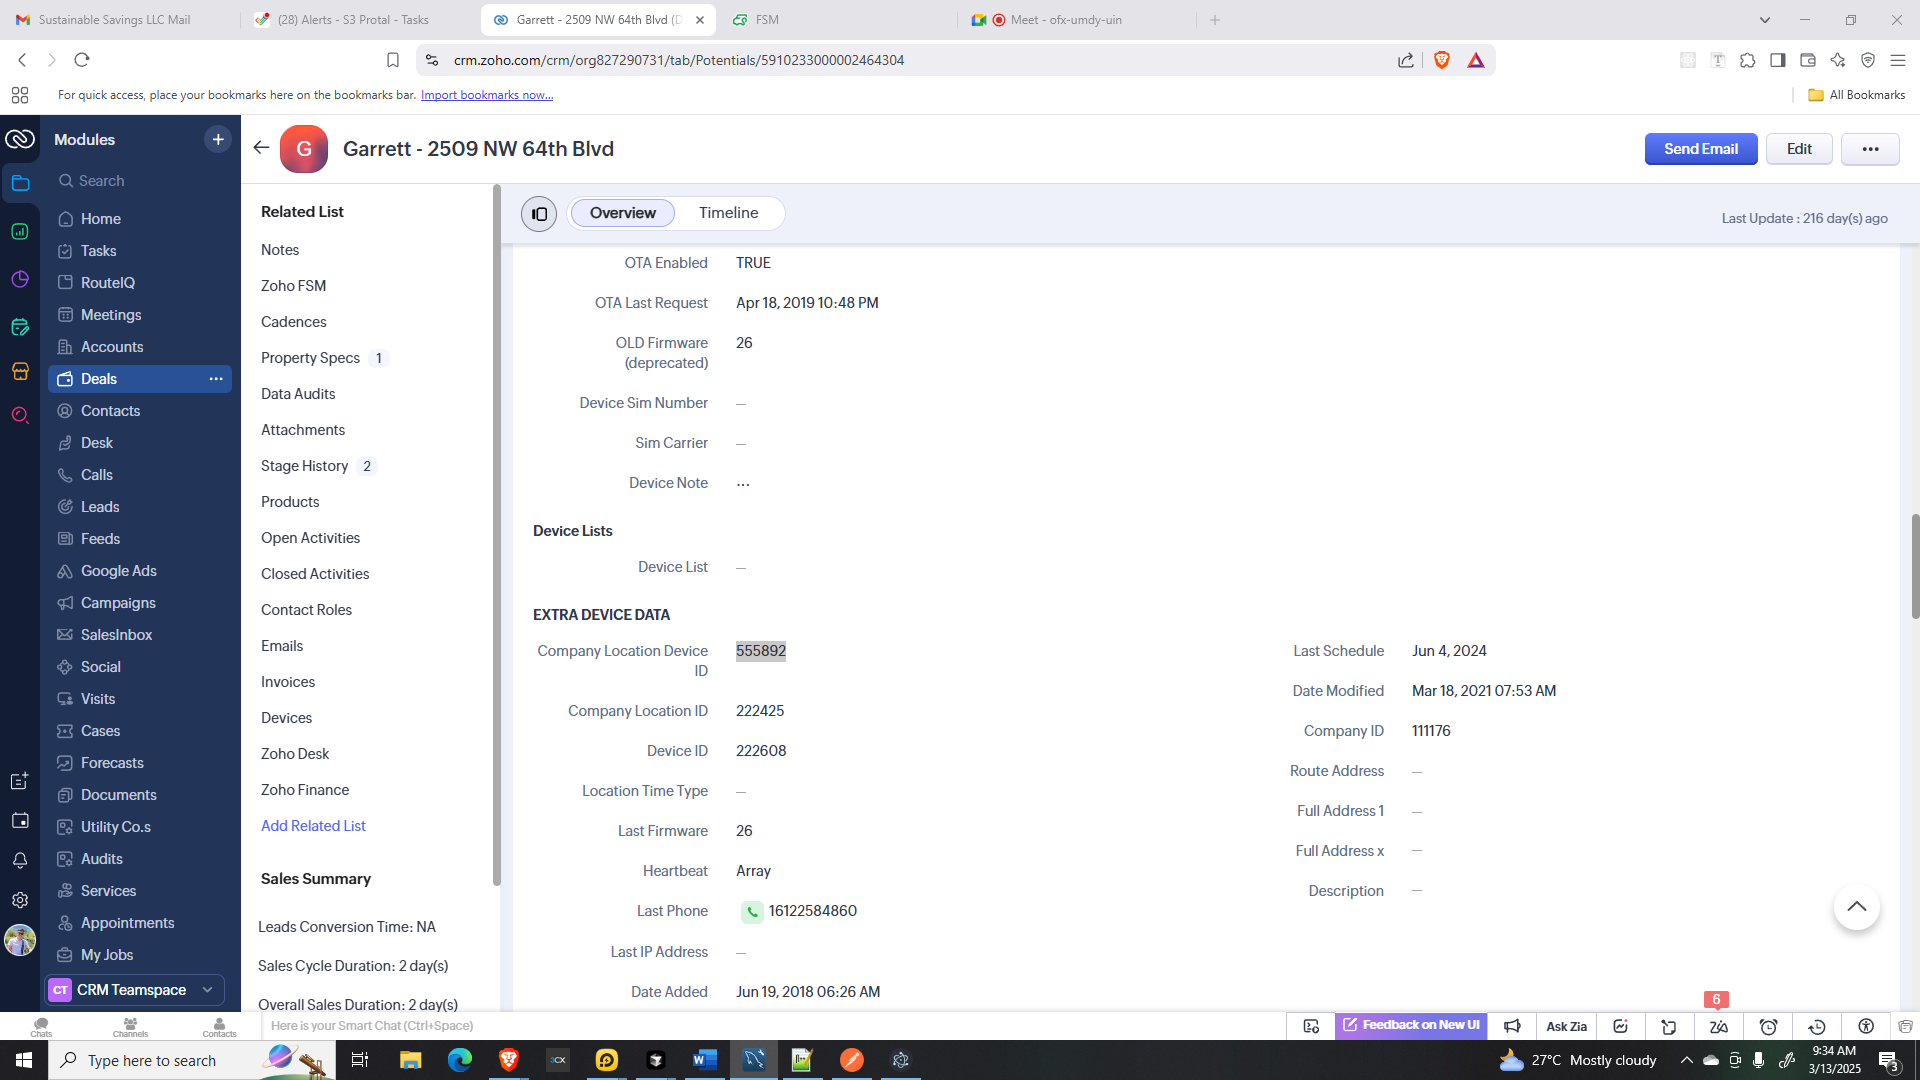 Sustainable Savings LLC Mail
(28) Alerts - S3 Protal - Tasks
Garrett - 2509 NW 64th Blvd (D
FSM
Meet - ofx-umdy-uin
crm.zoho.com/crm/org827290731/tab/Potentials/5910233000002464304
For quick access, place your bookmarks here on the bookmarks bar. Import bookmarks now...
All Bookmarks
Modules
Search
Home
Tasks
RouteIQ
Meetings
Accounts
Deals
Contacts
Desk
Calls
Leads
Feeds
Google Ads
Campaigns
SalesInbox
Social
Visits
Cases
Forecasts
Documents
Utility Co.s
Audits
Services
Appointments
My Jobs
CT CRM Teamspace
G
Garrett - 2509 NW 64th Blvd
Send Email
Edit
Related List
Notes
Zoho FSM
Cadences
Property Specs 1
Data Audits
Attachments
Stage History 2
Products
Open Activities
Closed Activities
Contact Roles
Emails
Invoices
Devices
Zoho Desk
Zoho Finance
Add Related List
Sales Summary
Leads Conversion Time: NA
Sales Cycle Duration: 2 day(s)
Overall Sales Duration: 2 day(s)
Overview
Timeline
Last Update : 216 day(s) ago
OTA Enabled TRUE
OTA Last Request Apr 18, 2019 10:48 PM
OLD Firmware 26
(deprecated)
Device Sim Number —
Sim Carrier —
Device Note ...
Device Lists
Device List —
EXTRA DEVICE DATA
Company Location Device 555892
ID
Company Location ID 222425
Device ID 222608
Location Time Type —
Last Firmware 26
Heartbeat Array
Last Phone 16122584860
Last IP Address —
Date Added Jun 19, 2018 06:26 AM
Last Schedule Jun 4, 2024
Date Modified Mar 18, 2021 07:53 AM
Company ID 111176
Route Address —
Full Address 1 —
Full Address x —
Description —
Chats
Channels
Contacts
Here is your Smart Chat (Ctrl+Space)
Feedback on New UI
Ask Zia
6
Type here to search
27°C Mostly cloudy
9:34 AM
3/13/2025
3